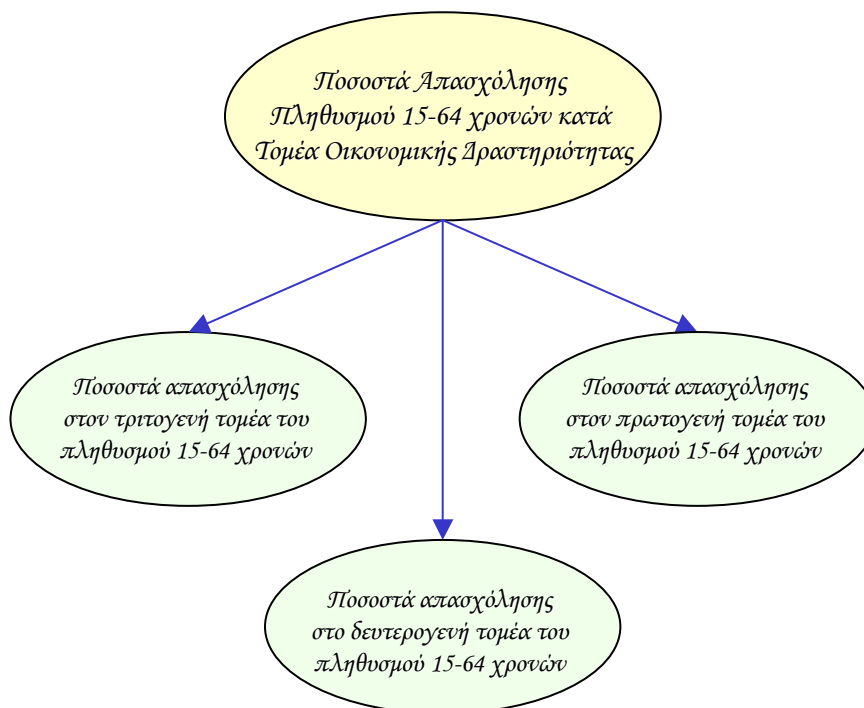 Ποσοστά Απασχόλησης
Πληθυσμού 15-64 χρονών κατά
Τομέα Οικονομικής Δραστηριότητας
Ποσοστά απασχόλησης
στον τριτογενή τομέα του
πληθυσμού 15-64 χρονών
Ποσοστά απασχόλησης
στον πρωτογενή τομέα του
πληθυσμού 15-64 χρονών
Ποσοστά απασχόλησης
στο δευτερογενή τομέα του
πληθυσμού 15-64 χρονών